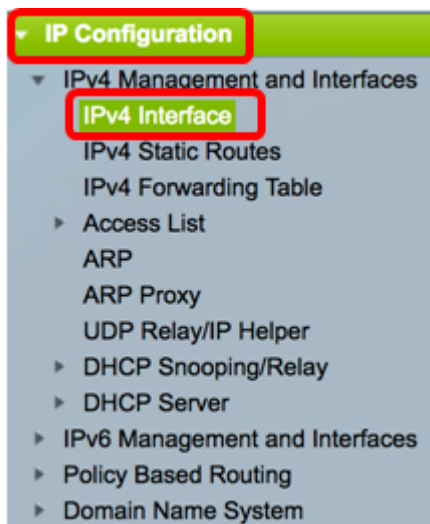 IP Configuration
IPv4 Management and Interfaces
IPv4 Interface
IPv4 Static Routes
IPv4 Forwarding Table
Access List
ARP
ARP Proxy
UDP Relay/IP Helper
DHCP Snooping/Relay
DHCP Server
IPv6 Management and Interfaces
Policy Based Routing
Domain Name System